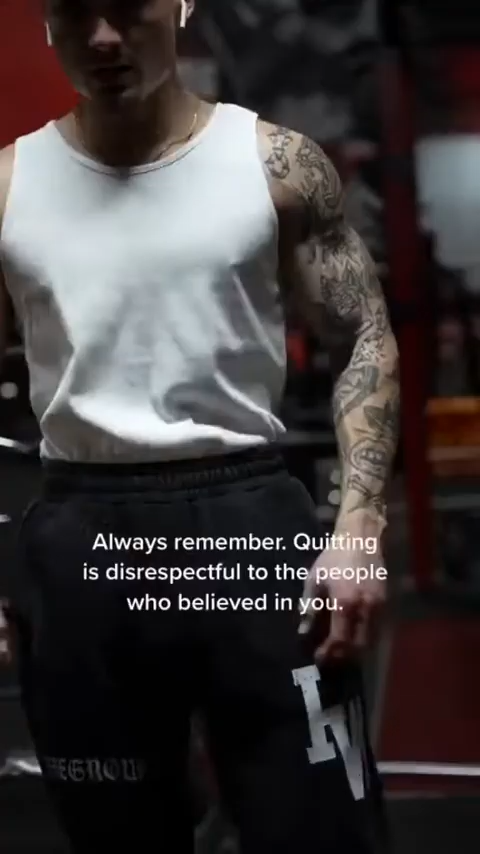 Always remember. Quitting
is disrespectful to the people
who believed in you.